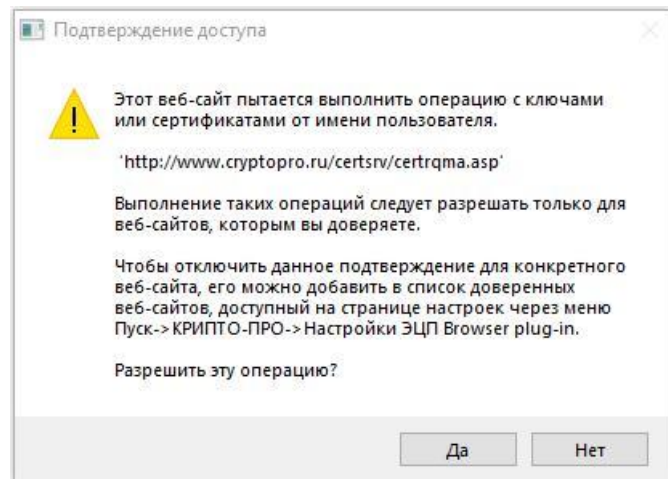 Подтверждение доступа
Этот веб-сайт пытается выполнить операцию с ключами
или сертификатами от имени пользователя.
'http://www.cryptopro.ru/certsrv/certrqma.asp'
Выполнение таких операций следует разрешать только для
веб-сайтов, которым вы доверяете.
Чтобы отключить данное подтверждение для конкретного
веб-сайта, его можно добавить в список доверенных
веб-сайтов, доступный на странице настроек через меню
Пуск->КРИПТО-ПРО->Настройки ЭЦП Browser plug-in.
Разрешить эту операцию?
Да
Нет